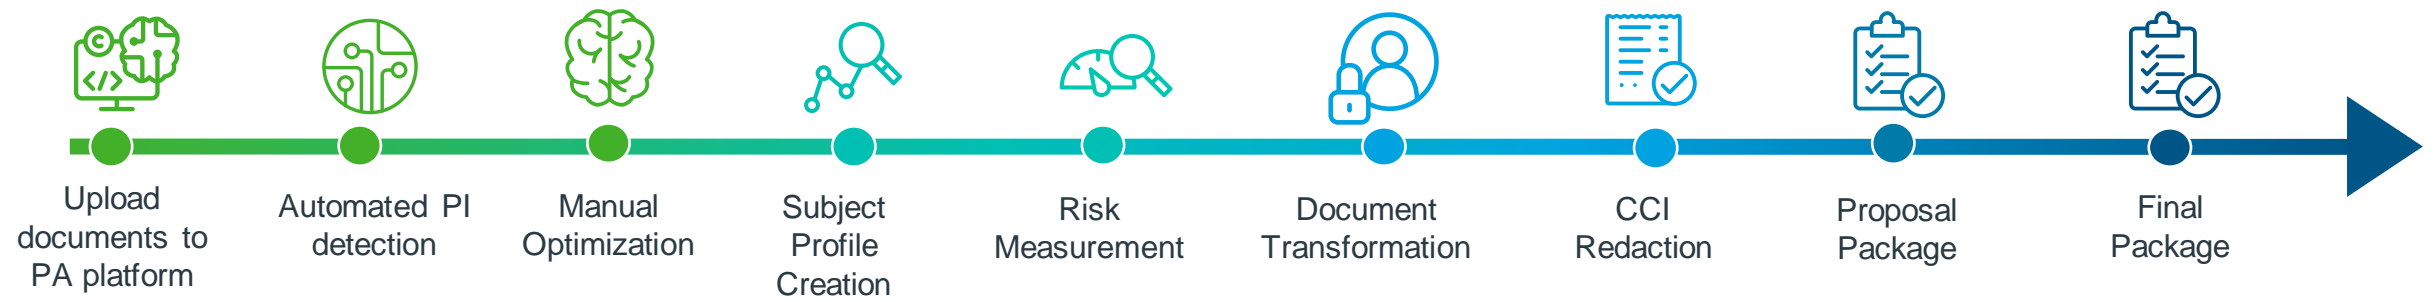 Upload
documents to
PA platform
Automated PI
detection
Manual
Optimization
Subject
Profile
Creation
Risk
Measurement
Document
Transformation
CCI
Redaction
Proposal
Package
Final
Package